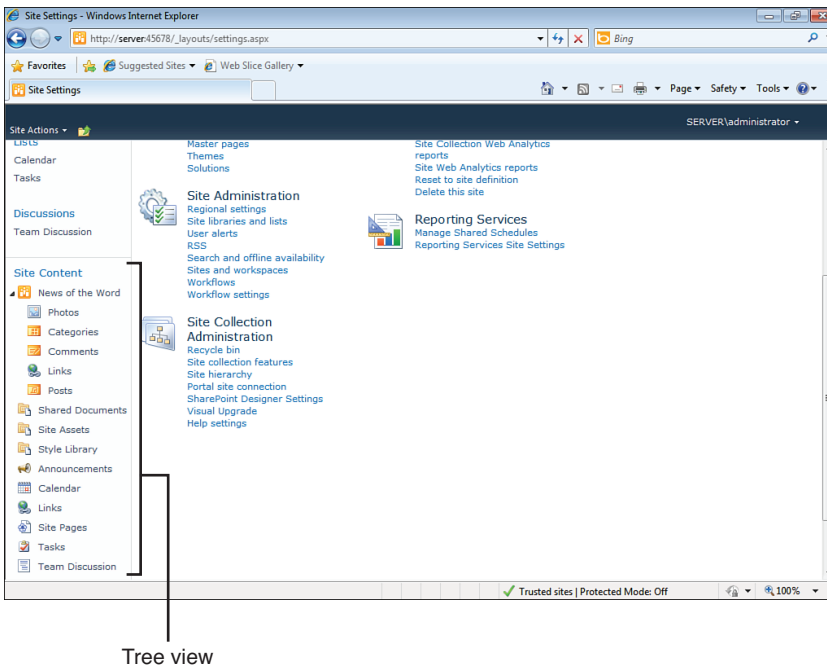 Site Settings - Windows Internet Explorer
http://server:45678/_layouts/settings.aspx
Bing
Favorites
Suggested Sites
Web Slice Gallery
Site Settings
Page
Safety
Tools
SERVER\administrator
Site Actions
Lists
Calendar
Tasks
Discussions
Team Discussion
Site Content
News of the Word
Photos
Categories
Comments
Links
Posts
Shared Documents
Site Assets
Style Library
Announcements
Calendar
Links
Site Pages
Tasks
Team Discussion
Master pages
Themes
Solutions
Site Administration
Regional settings
Site libraries and lists
User alerts
RSS
Search and offline availability
Sites and workspaces
Workflows
Workflow settings
Site Collection
Administration
Recycle bin
Site collection features
Site hierarchy
Portal site connection
SharePoint Designer Settings
Visual Upgrade
Help settings
Site Collection Web Analytics
reports
Site Web Analytics reports
Reset to site definition
Delete this site
Reporting Services
Manage Shared Schedules
Reporting Services Site Settings
Trusted sites | Protected Mode: Off
100%
Tree view